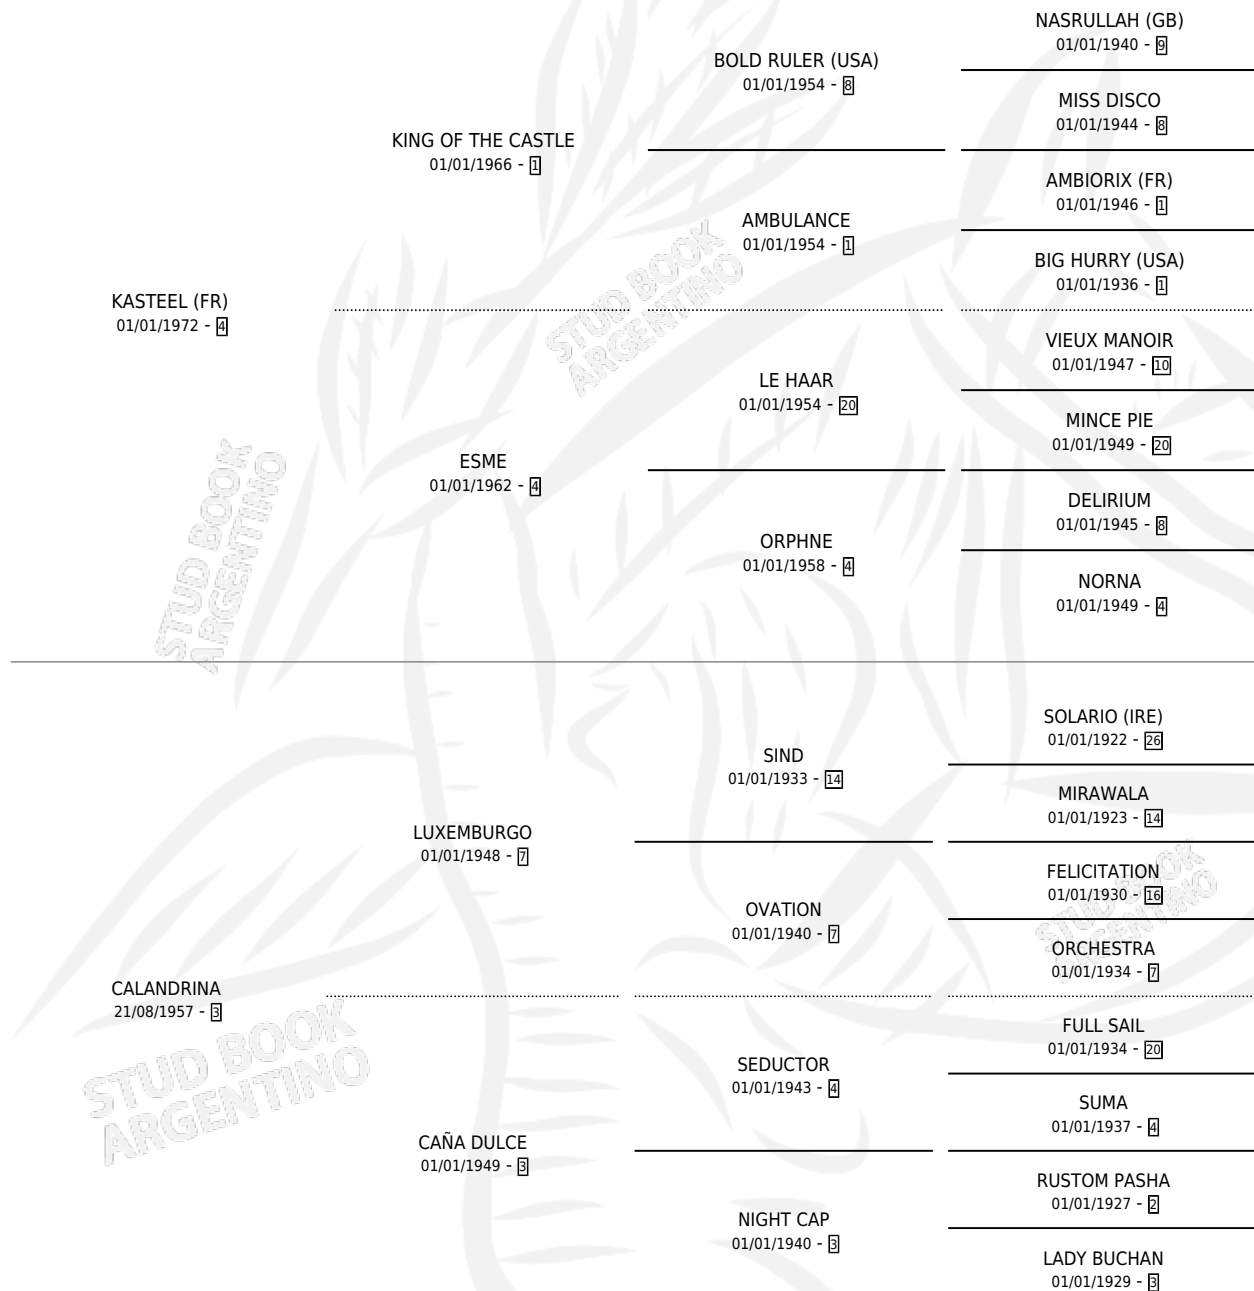 NASRULLAH (GB)
01/01/1940 - 9
BOLD RULER (USA)
01/01/1954 - 8
MISS DISCO
01/01/1944 - 8
KING OF THE CASTLE
01/01/1966 - 1
AMBIORIX (FR)
01/01/1946 - 1
AMBULANCE
01/01/1954 - 1
BIG HURRY (USA)
01/01/1936 - 1
KASTEEL (FR)
01/01/1972 - 4
VIEUX MANOIR
01/01/1947 - 10
LE HAAR
01/01/1954 - 20
MINCE PIE
01/01/1949 - 20
ESME
01/01/1962 - 4
DELIRIUM
01/01/1945 - 8
ORPHNE
01/01/1958 - 4
NORNA
01/01/1949 - 4
SOLARIO (IRE)
01/01/1922 - 26
SIND
01/01/1933 - 14
MIRAWALA
01/01/1923 - 14
LUXEMBURGO
01/01/1948 - 7
FELICITATION
01/01/1930 - 16
OVATION
01/01/1940 - 7
ORCHESTRA
01/01/1934 - 7
CALANDRINA
21/08/1957 - 3
FULL SAIL
01/01/1934 - 20
SEDUCTOR
01/01/1943 - 4
SUMA
01/01/1937 - 4
CAÑA DULCE
01/01/1949 - 3
RUSTOM PASHA
01/01/1927 - 2
NIGHT CAP
01/01/1940 - 3
LADY BUCHAN
01/01/1929 - 3
STUD BOOK
ARGENTINO
STUD BOOK
ARGENTINO
STUD BOOK
ARGENTINO
STUD BOOK
ARGENTINO